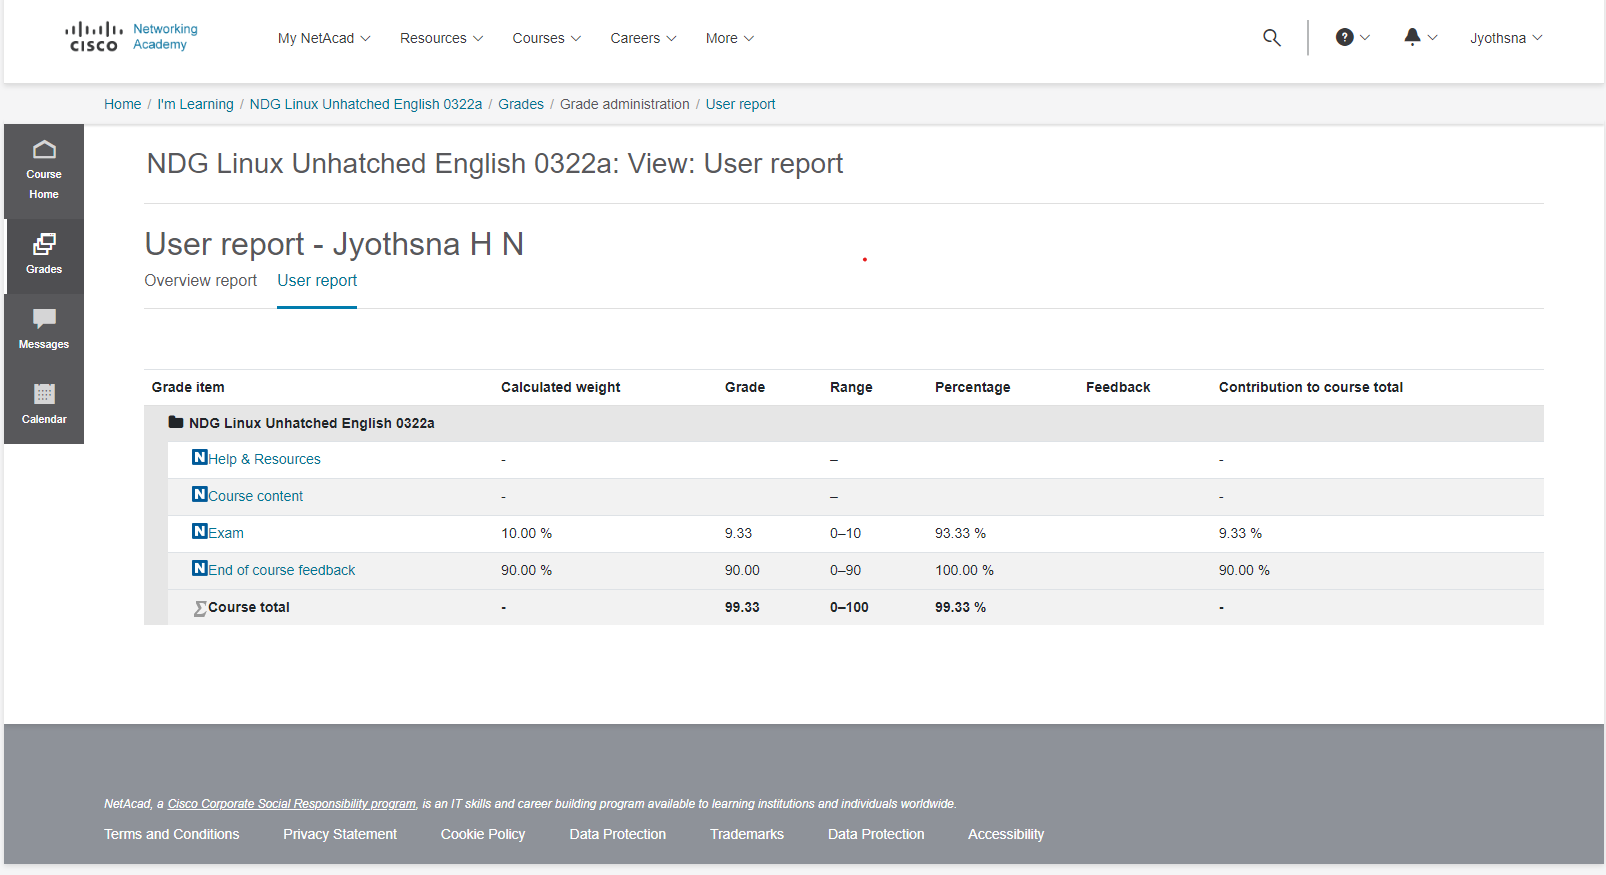 CISCO Networking Academy
My NetAcad Resources Courses Careers More ? Jyothsna
Home / I'm Learning / NDG Linux Unhatched English 0322a / Grades / Grade administration / User report
Course Home
Grades
Messages
Calendar
NDG Linux Unhatched English 0322a: View: User report
User report - Jyothsna H N
Overview report User report
Grade item Calculated weight Grade Range Percentage Feedback Contribution to course total
NDG Linux Unhatched English 0322a
N Help & Resources - – -
N Course content - – -
N Exam 10.00 % 9.33 0–10 93.33 % 9.33 %
N End of course feedback 90.00 % 90.00 0–90 100.00 % 90.00 %
∑ Course total - 99.33 0–100 99.33 % -
NetAcad, a Cisco Corporate Social Responsibility program, is an IT skills and career building program available to learning institutions and individuals worldwide.
Terms and Conditions Privacy Statement Cookie Policy Data Protection Trademarks Data Protection Accessibility